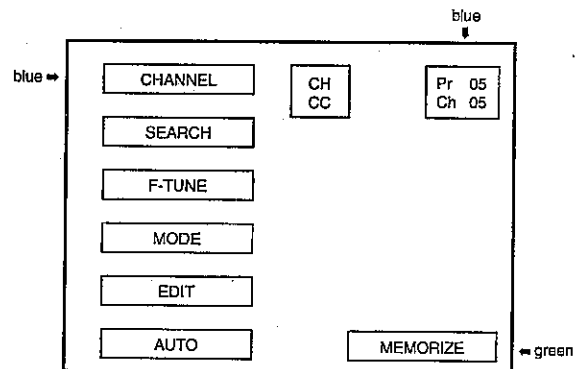 blue
blue
CHANNEL
CH
CC
Pr 05
Ch 05
SEARCH
F-TUNE
MODE
EDIT
AUTO
MEMORIZE
green